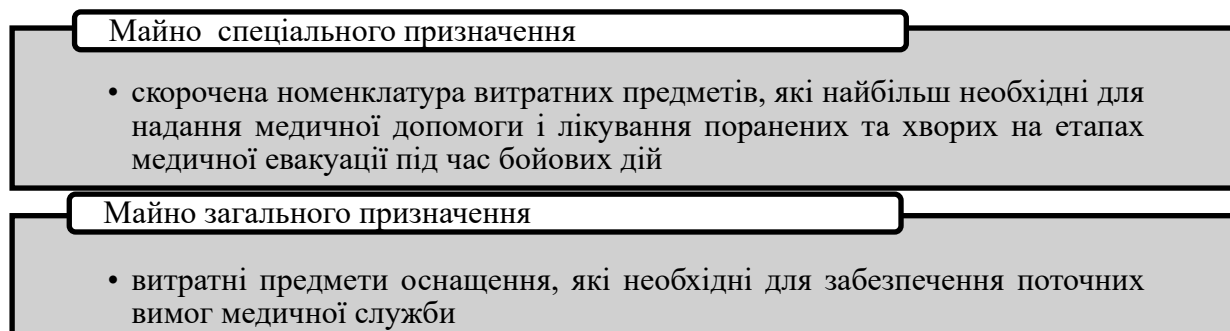 Майно спеціального призначення
• скорочена номенклатура витратних предметів, які найбільш необхідні для
надання медичної допомоги і лікування поранених та хворих на етапах
медичної евакуації під час бойових дій
Майно загального призначення
• витратні предмети оснащення, які необхідні для забезпечення поточних
вимог медичної служби